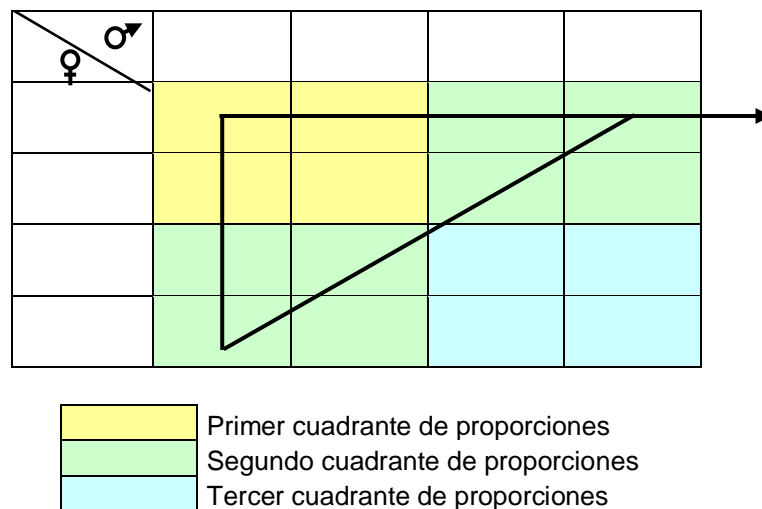 ♂
♀
Primer cuadrante de proporciones
Segundo cuadrante de proporciones
Tercer cuadrante de proporciones